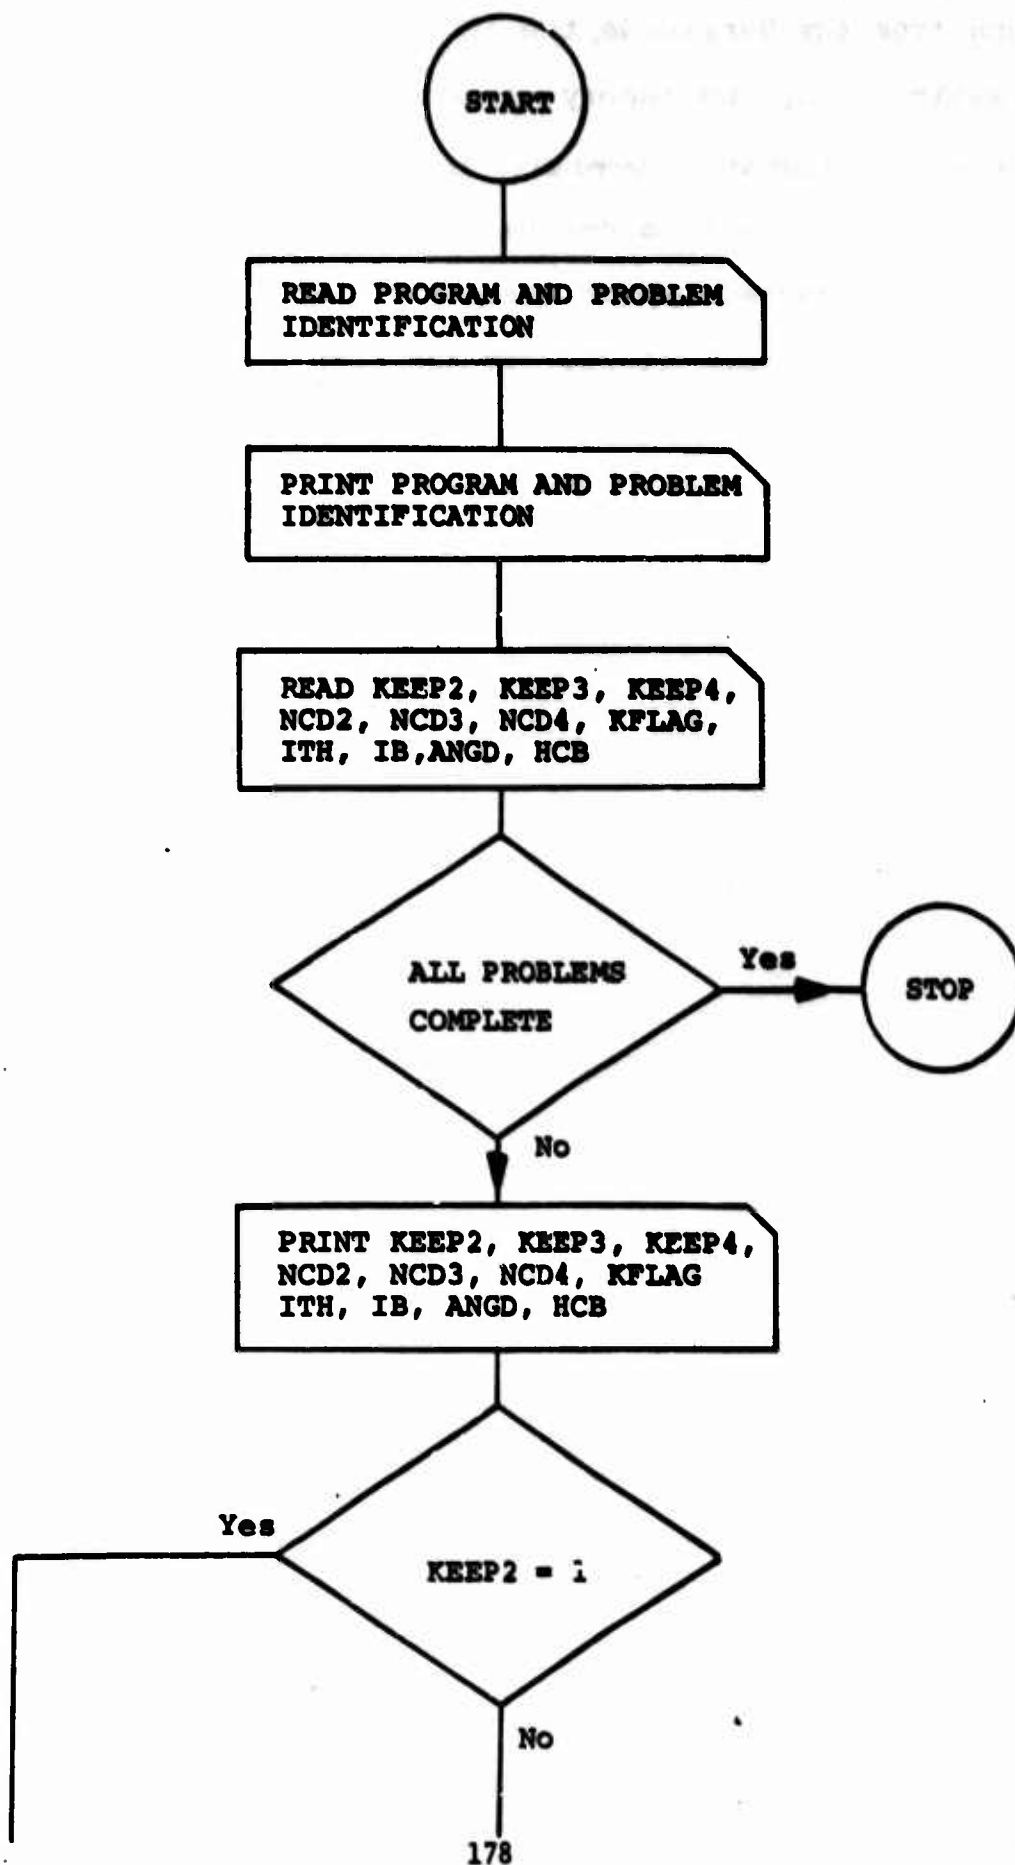 START
READ PROGRAM AND PROBLEM
IDENTIFICATION
PRINT PROGRAM AND PROBLEM
IDENTIFICATION
READ KEEP2, KEEP3, KEEP4,
NCD2, NCD3, NCD4, KFLAG,
ITH, IB,ANGD, HCB
ALL PROBLEMS
COMPLETE
Yes
STOP
No
PRINT KEEP2, KEEP3, KEEP4,
NCD2, NCD3, NCD4, KFLAG
ITH, IB, ANGD, HCB
Yes
KEEP2 = 1
No
178